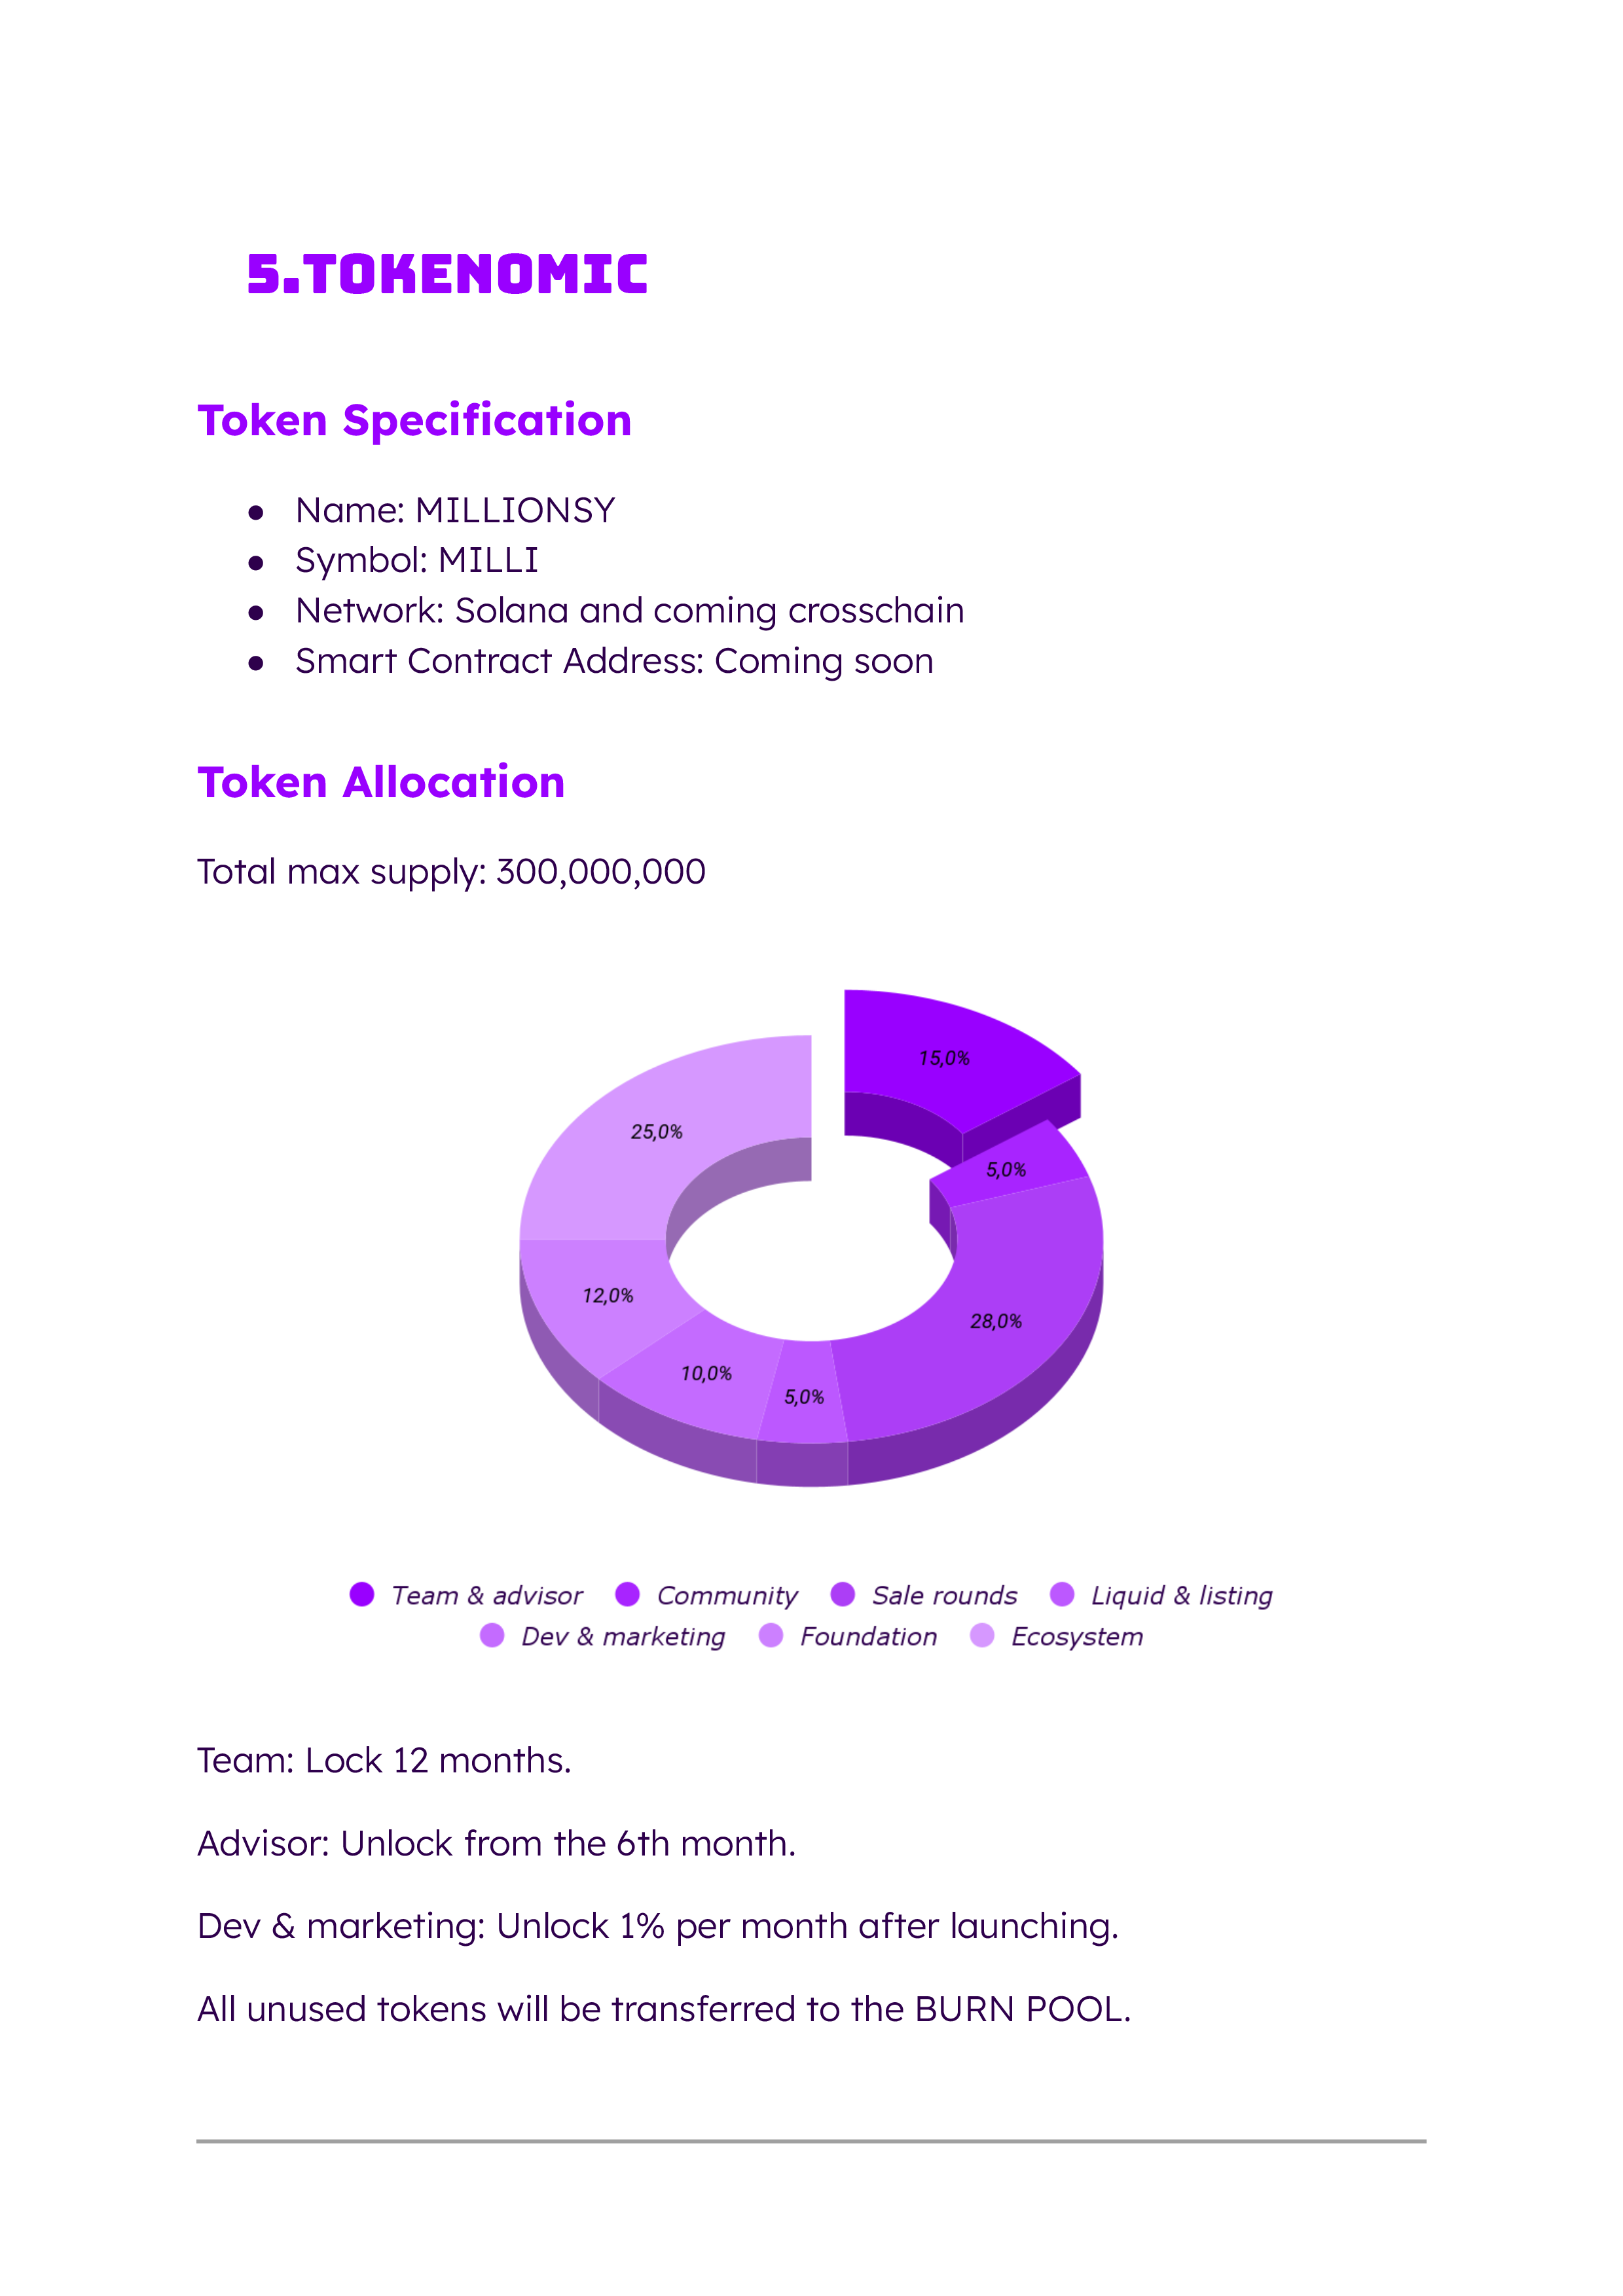 5.TOKENOMIC
Token Specification
● Name: MILLIONSY
● Symbol: MILLI
● Network: Solana and coming crosschain
● Smart Contract Address: Coming soon
Token Allocation
Total max supply: 300,000,000
15,0%
25,0%
5,0%
12,0%
28,0%
10,0%
5,0%
Team & advisor Community Sale rounds Liquid & listing
Dev & marketing Foundation Ecosystem
Team: Lock 12 months.
Advisor: Unlock from the 6th month.
Dev & marketing: Unlock 1% per month after launching.
All unused tokens will be transferred to the BURN POOL.